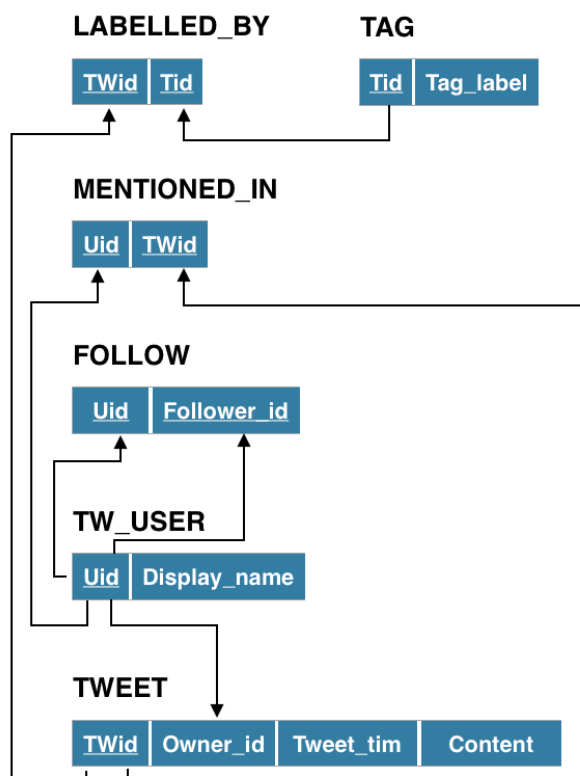 LABELLED_BY TAG
TWid Tid Tid Tag_label
MENTIONED_IN
Uid TWid
FOLLOW
Uid Follower_id
TW_USER
Uid Display_name
TWEET
TWid Owner_id Tweet_tim Content